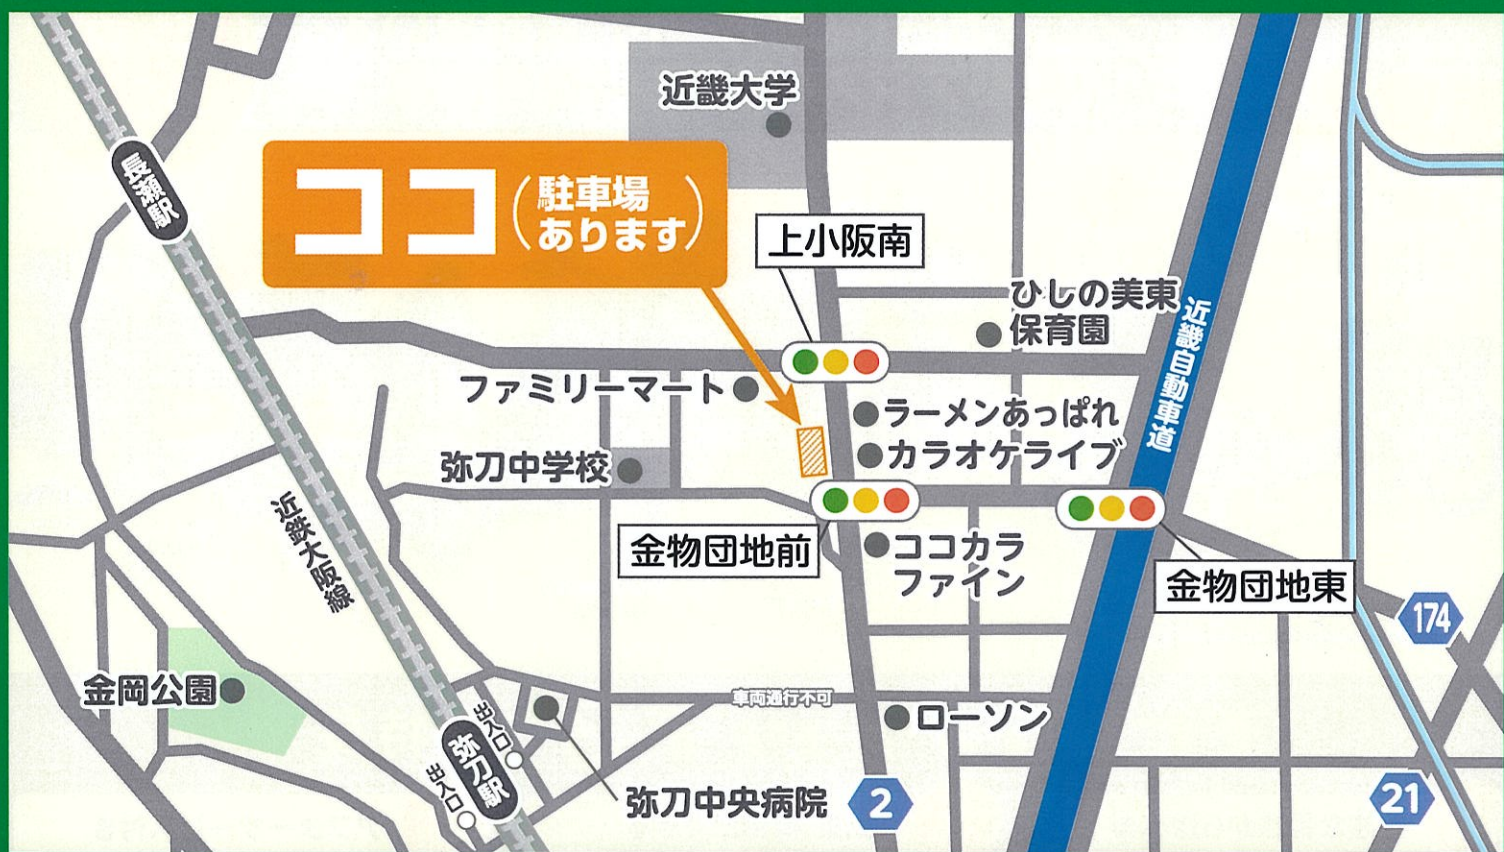 近畿大学
長瀬駅
ココ(駐車場
あります)
上小阪南
ひしの美東
保育園
近畿自動車道
ファミリーマート
ラーメンあっぱれ
カラオケライブ
弥刀中学校
近鉄大阪線
金物団地前
ココカラ
ファイン
金物団地東
174
金岡公園
車両通行不可
出入口
ローソン
弥刀駅
出入口
弥刀中央病院
2
21